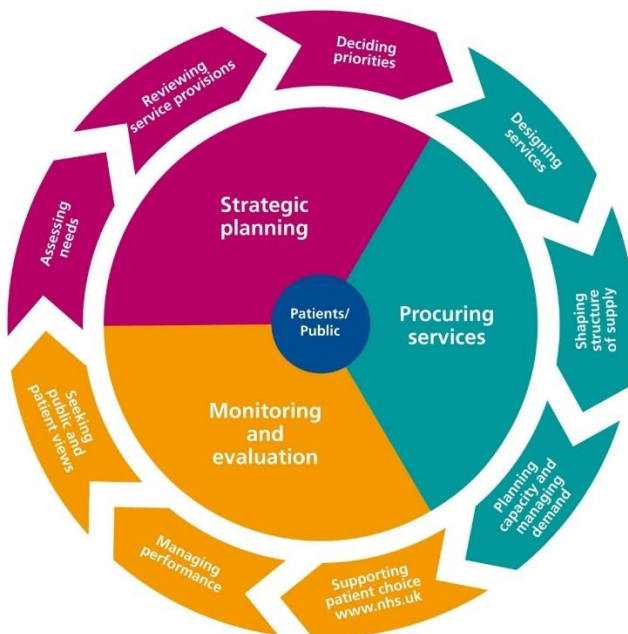 Deciding
priorities
Designing
services
Shaping
structure
of supply
Planning
capacity and
managing
demand
Supporting
patient choice
www.nhs.uk
Managing
performance
Seeking
public and
patient views
Assessing
needs
Reviewing
service provisions
Strategic
planning
Procuring
services
Monitoring
and
evaluation
Patients/
Public